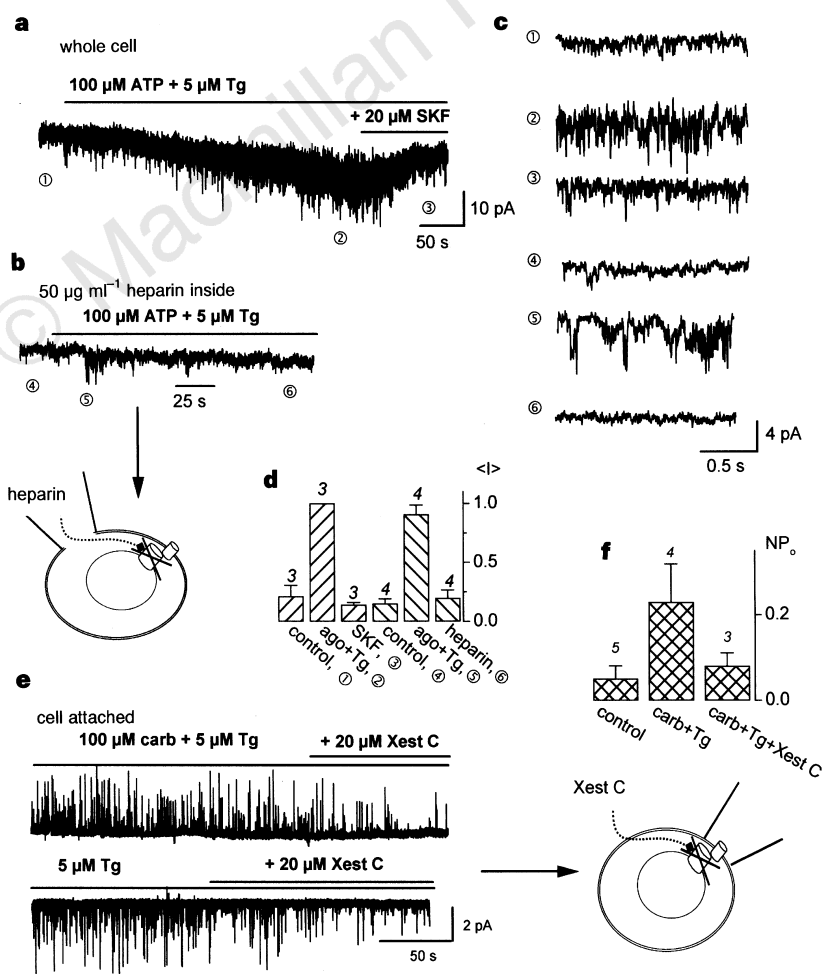 a
whole cell
100 µM ATP + 5 µM Tg
+ 20 µM SKF
①
②
③
10 pA
50 s
b
50 µg ml⁻¹ heparin inside
100 µM ATP + 5 µM Tg
④
⑤
⑥
25 s
heparin
c
①
②
③
④
⑤
⑥
4 pA
0.5 s
d
<I>
1.0
0.5
0.0
3
3
3
4
4
4
control, ①
ago+Tg, ②
SKF, ③
control, ④
ago+Tg, ⑤
heparin, ⑥
e
cell attached
100 µM carb + 5 µM Tg
+ 20 µM Xest C
5 µM Tg
+ 20 µM Xest C
2 pA
50 s
f
NPₒ
0.2
0.0
5
4
3
control
carb+Tg
carb+Tg+Xest C
Xest C
© Macmillan